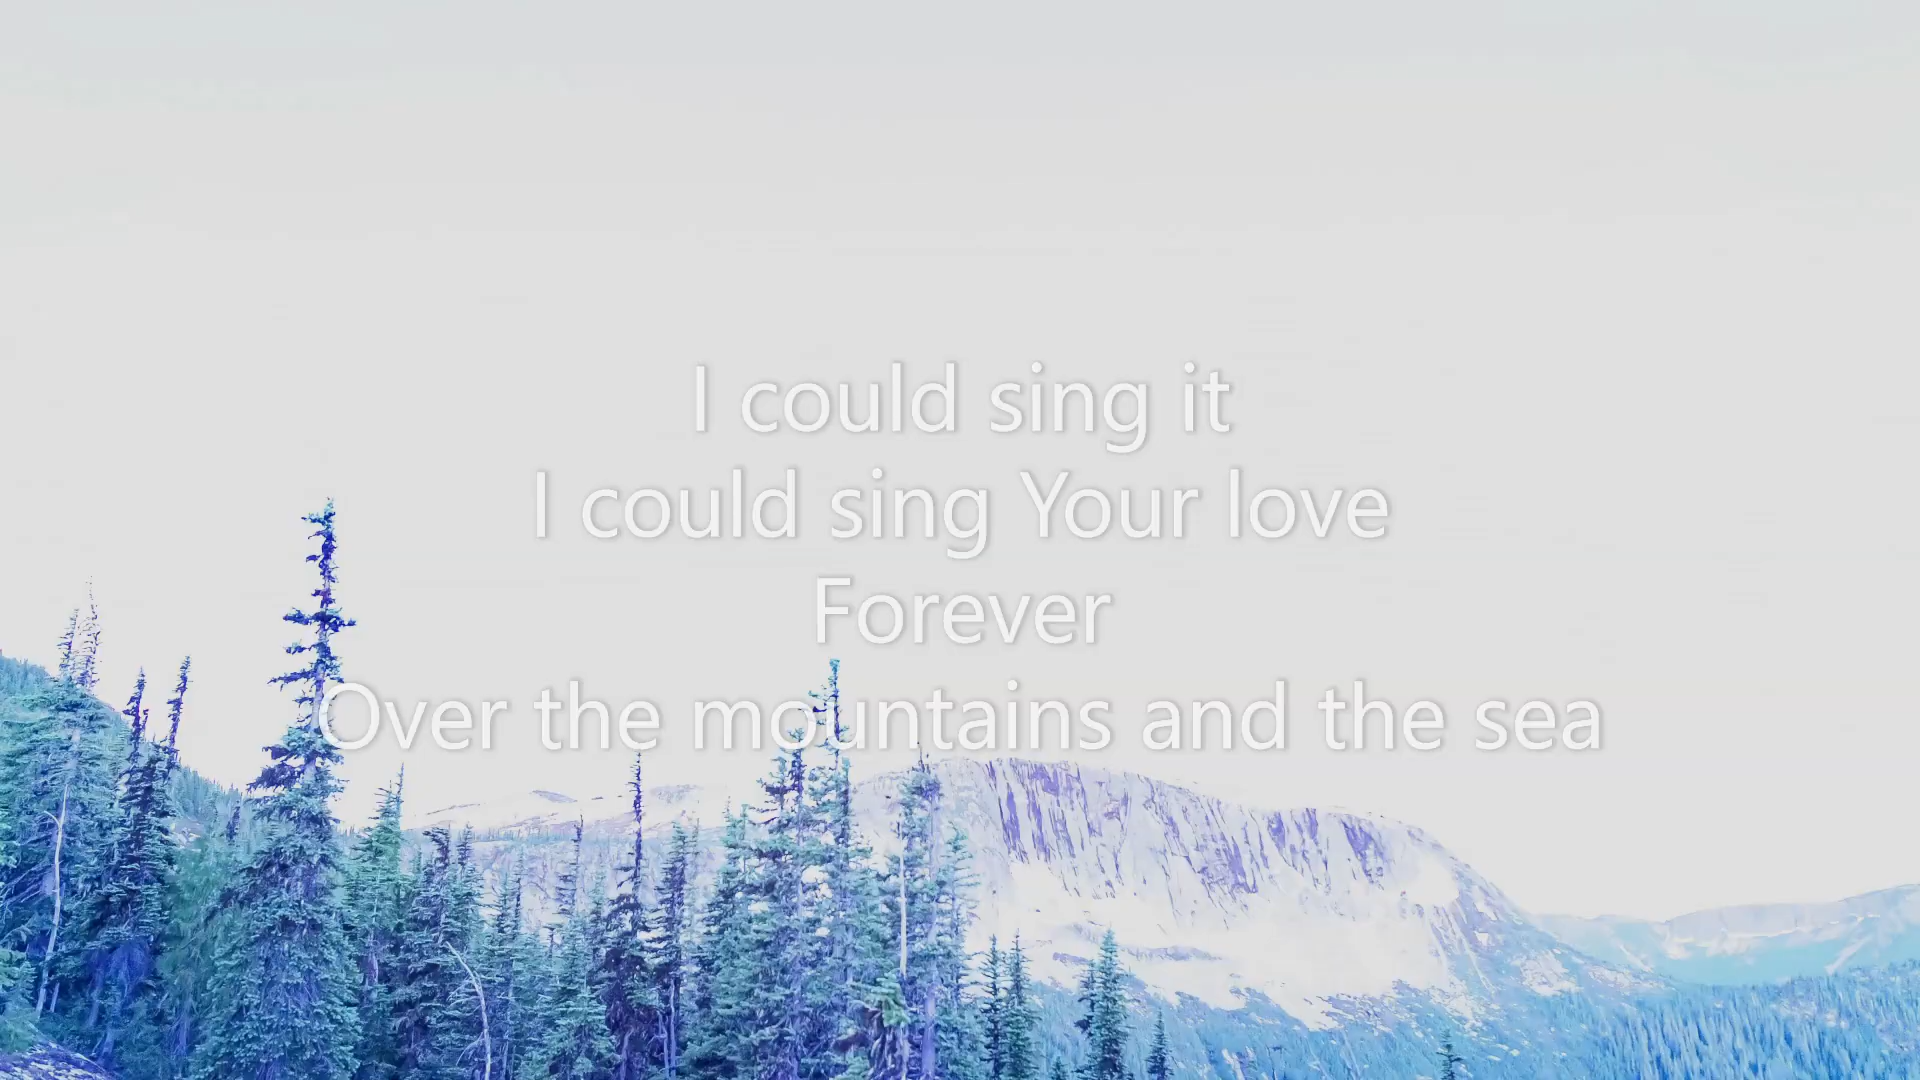 I could sing it
I could sing Your love
Forever
Over the mountains and the sea